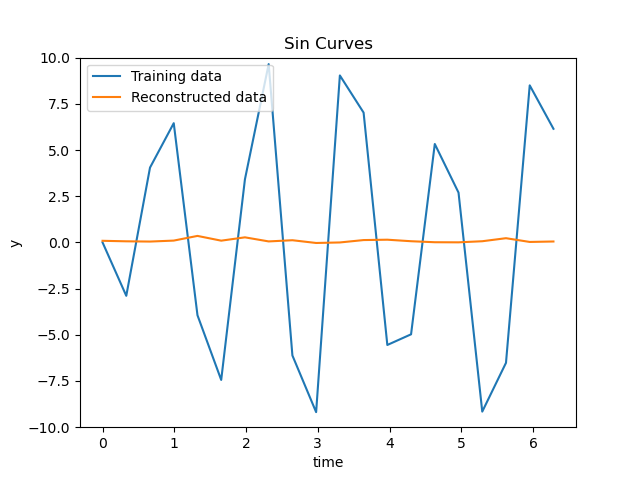 Sin Curves
Training data
Reconstructed data
y
10.0
7.5
5.0
2.5
0.0
−2.5
−5.0
−7.5
−10.0
0 1 2 3 4 5 6
time